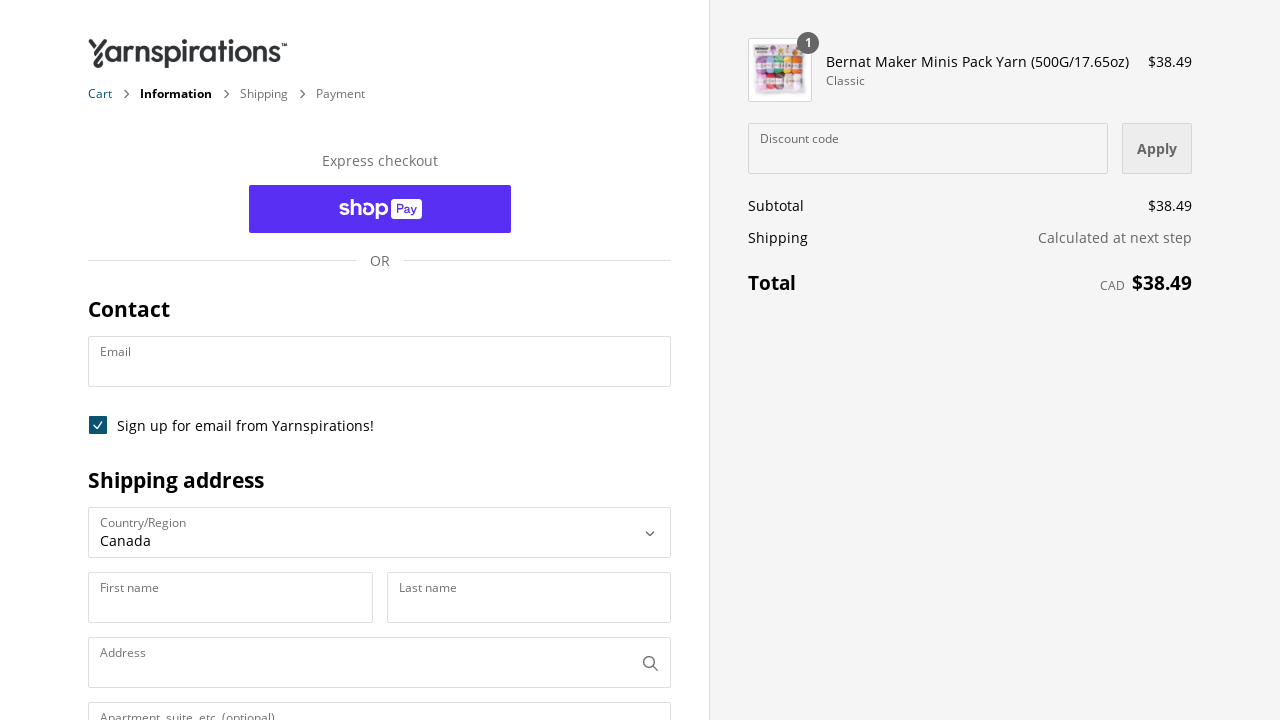 Yarnspirations™
Cart > Information > Shipping > Payment
Express checkout
shop Pay
OR
Contact
Email
Sign up for email from Yarnspirations!
Shipping address
Country/Region
Canada
First name
Last name
Address
Apartment, suite, etc. (optional)
1
Bernat Maker Minis Pack Yarn (500G/17.65oz) $38.49
Classic
Discount code
Apply
Subtotal $38.49
Shipping Calculated at next step
Total CAD $38.49